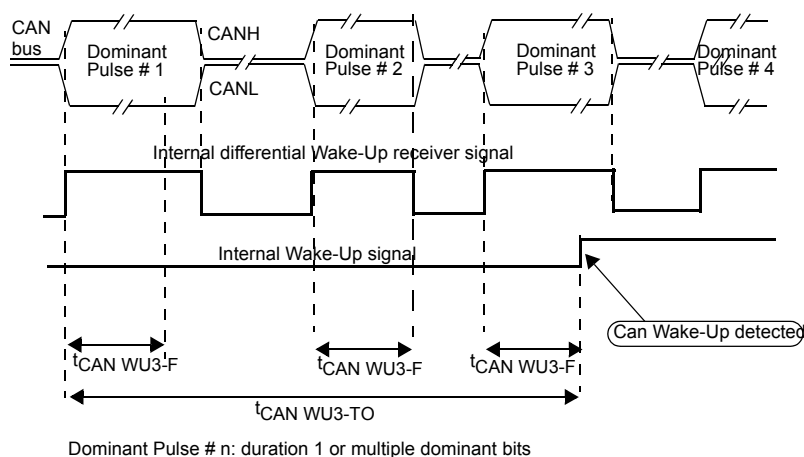 CAN
bus
CANH
Dominant
Pulse # 1
CANL
Dominant
Pulse # 2
Dominant
Pulse # 3
Dominant
Pulse # 4
Internal differential Wake-Up receiver signal
Internal Wake-Up signal
Can Wake-Up detected
tCAN WU3-F
tCAN WU3-F
tCAN WU3-F
tCAN WU3-TO
Dominant Pulse # n: duration 1 or multiple dominant bits